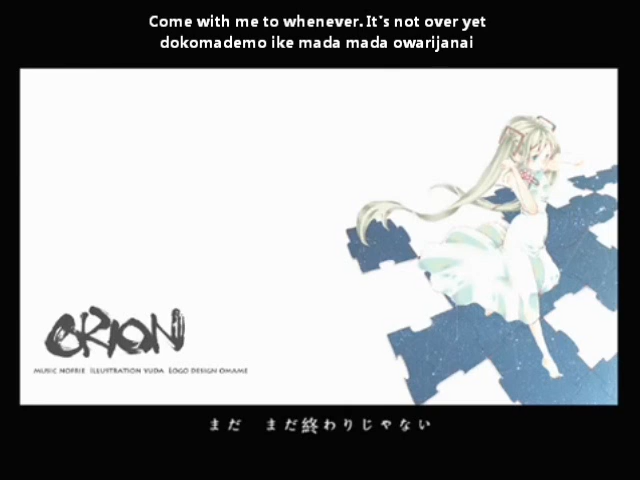 Come with me to whenever. It's not over yet
dokomademo ike mada mada owarijanai
ORION
MUSIC NOERIE ILLUSTRATION YUDA LOGO DESIGN OMAME
まだ　まだ終わりじゃない